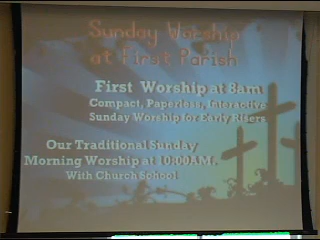 Sunday Worship
at First Parish
First Worship at 8am
Compact, Paperless, Interactive
Sunday Worship for Early Risers
Our Traditional Sunday
Morning Worship at 10:00AM.
With Church School